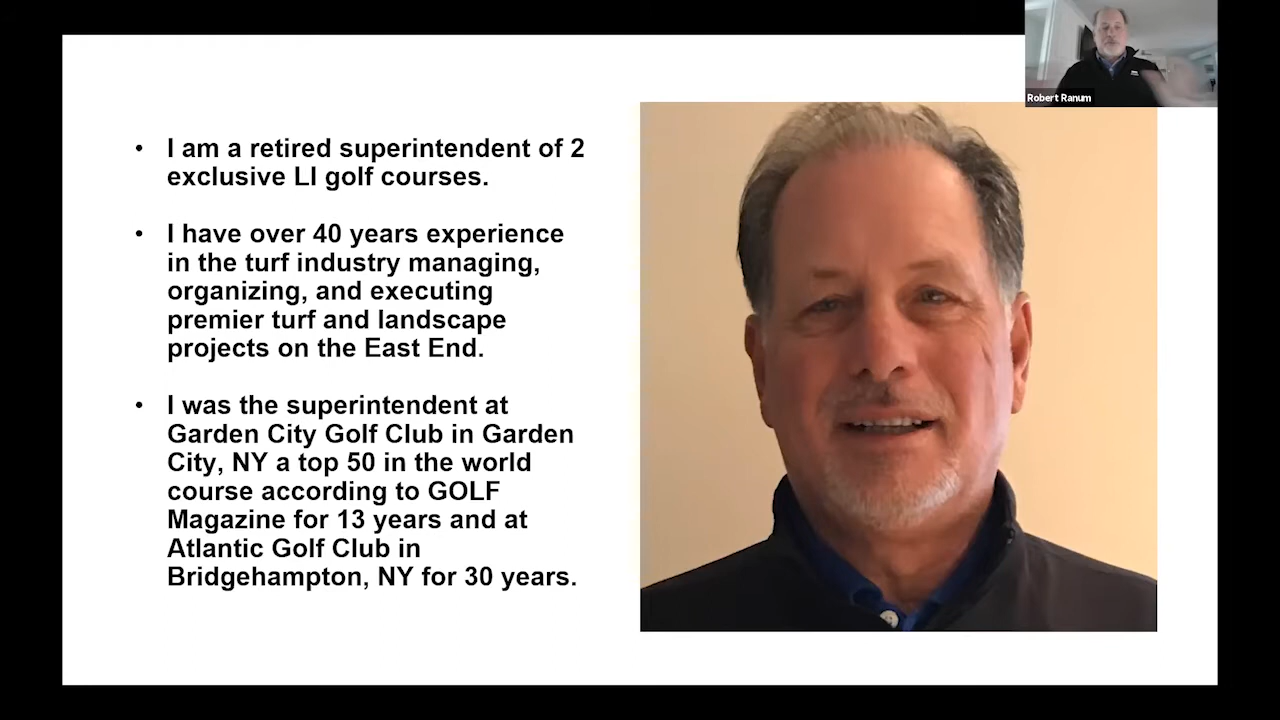 Robert Ranum
• I am a retired superintendent of 2
exclusive LI golf courses.
• I have over 40 years experience
in the turf industry managing,
organizing, and executing
premier turf and landscape
projects on the East End.
• I was the superintendent at
Garden City Golf Club in Garden
City, NY a top 50 in the world
course according to GOLF
Magazine for 13 years and at
Atlantic Golf Club in
Bridgehampton, NY for 30 years.